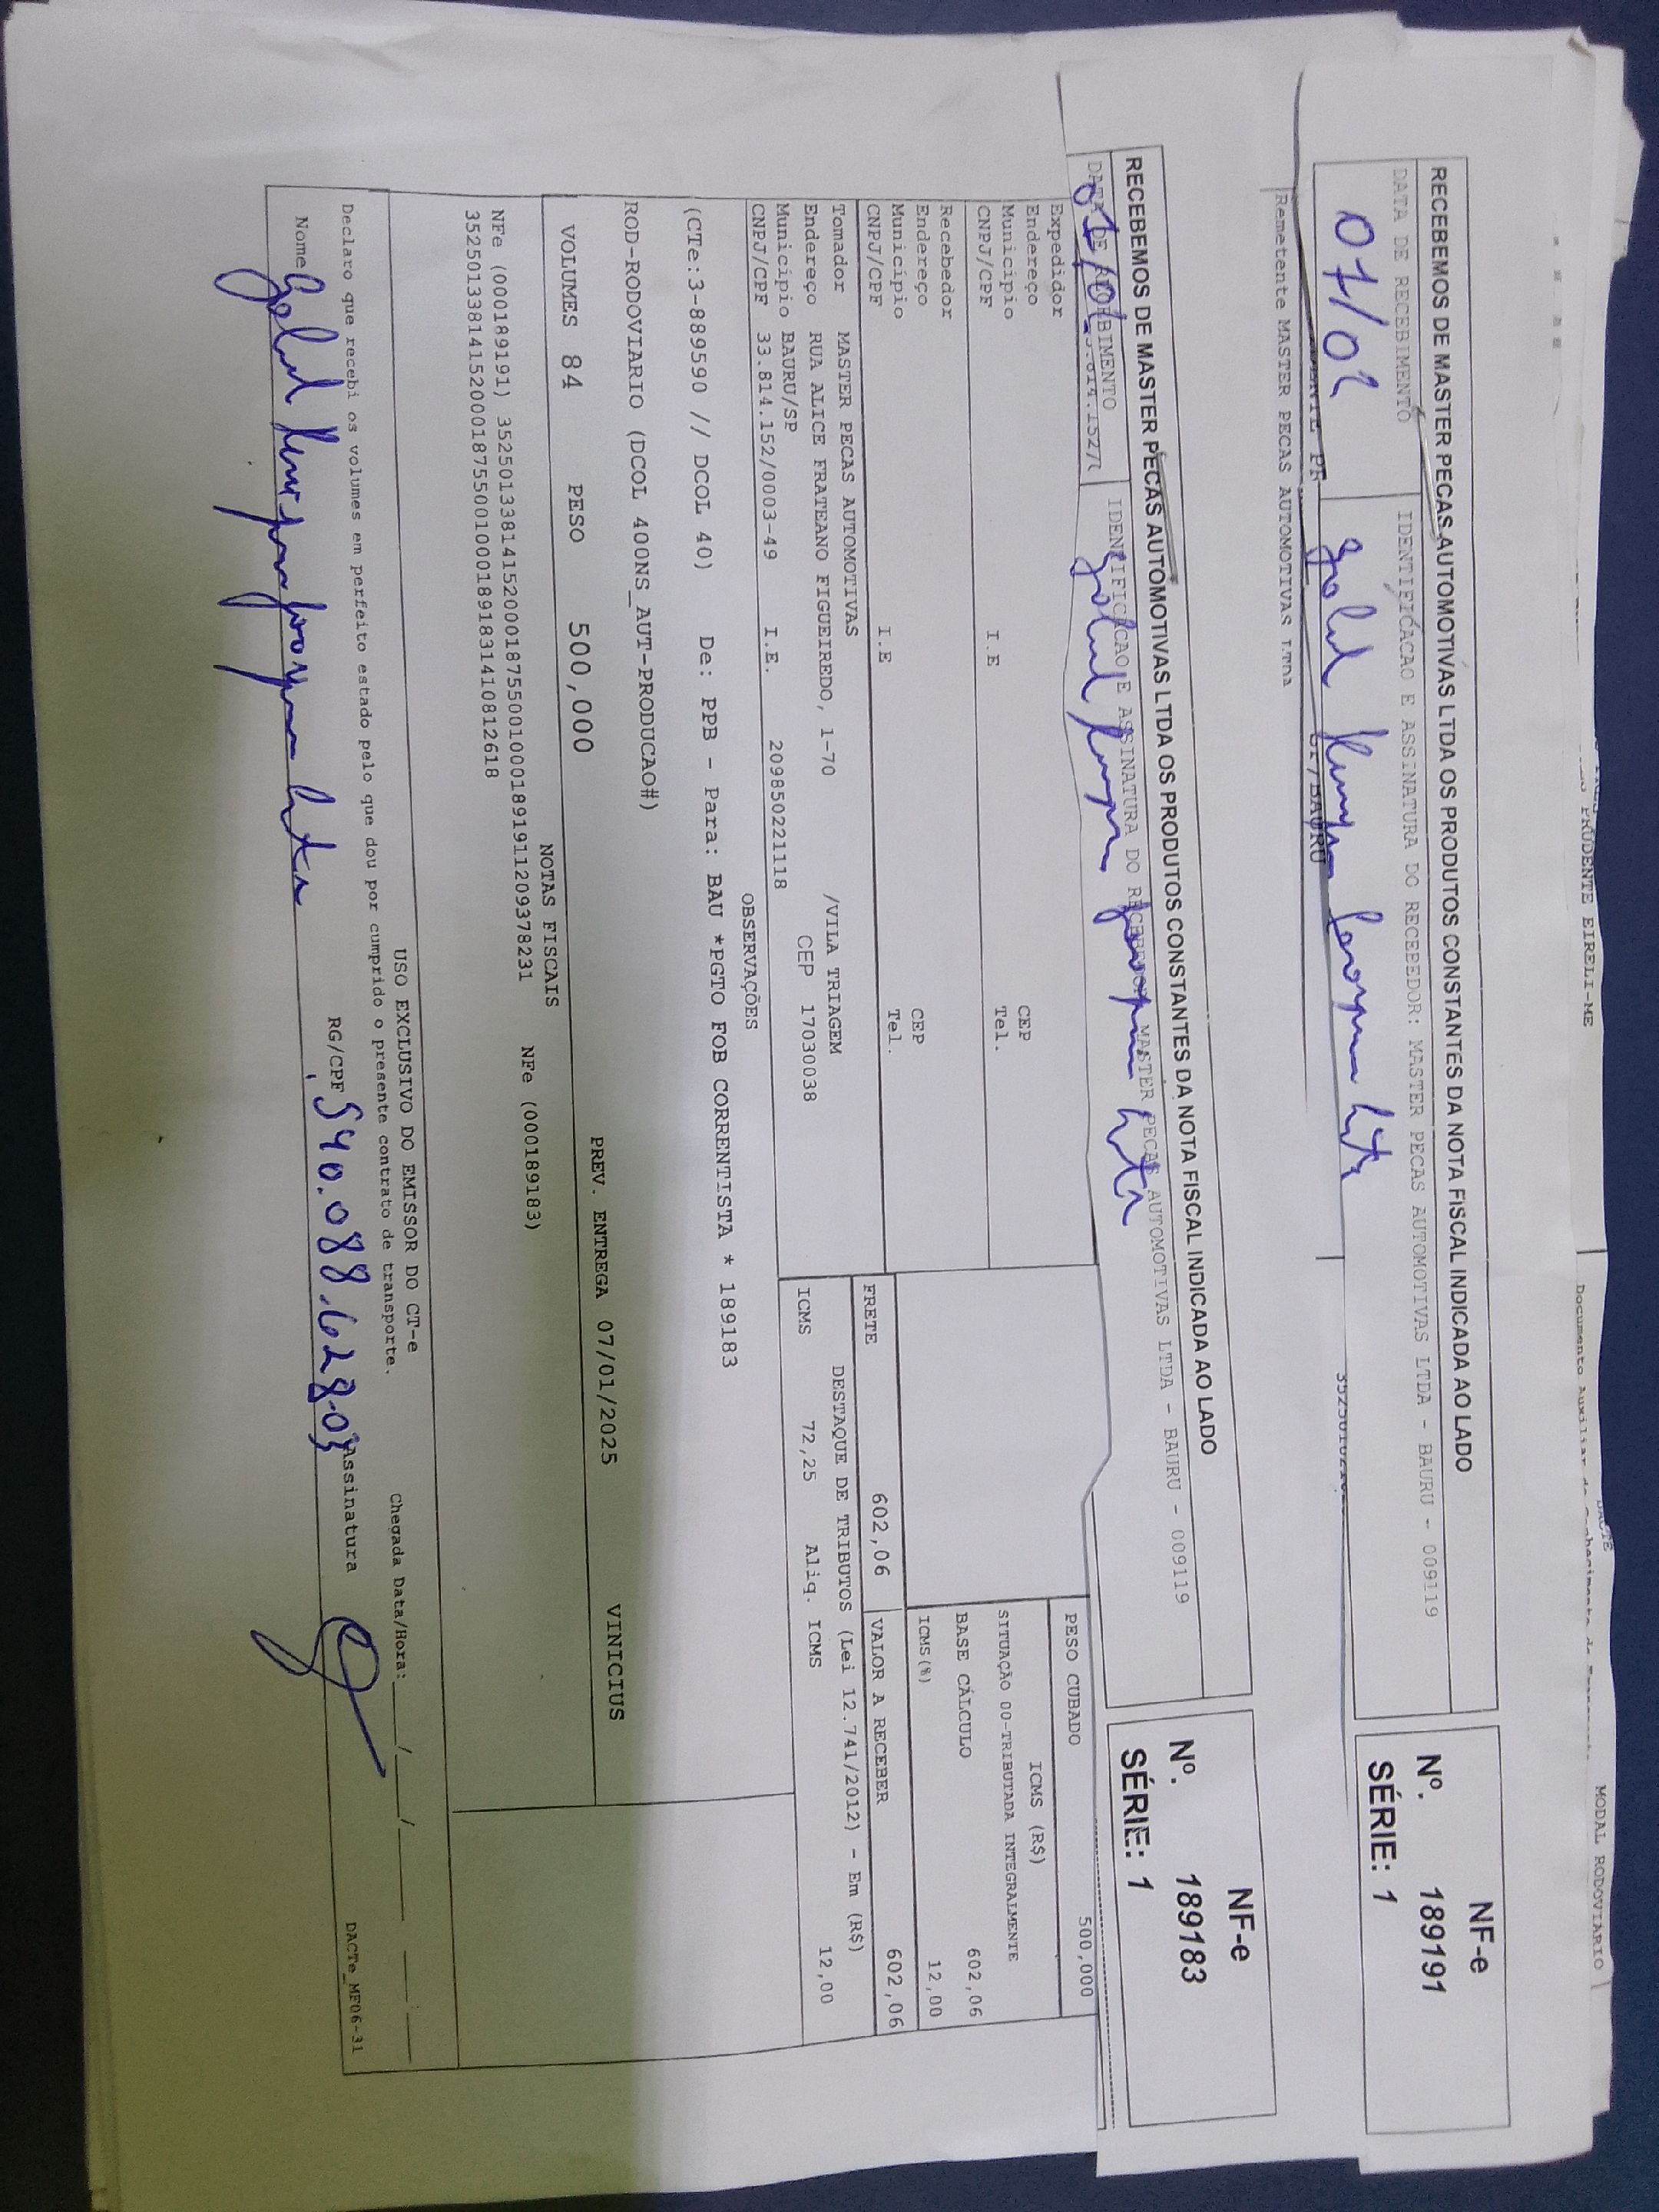 PRUDENTE EIRELI-ME
DACTE
MODAL RODOVIARIO
RECEBEMOS DE MASTER PECAS AUTOMOTIVAS LTDA OS PRODUTOS CONSTANTES DA NOTA FISCAL INDICADA AO LADO
DATA DE RECEBIMENTO
IDENTIFICACAO E ASSINATURA DO RECEBEDOR: MASTER PECAS AUTOMOTIVAS LTDA - BAURU - 009119
07/01
NF-e
Nº. 189191
SÉRIE: 1
Remetente MASTER PECAS AUTOMOTIVAS LTDA
RECEBEMOS DE MASTER PECAS AUTOMOTIVAS LTDA OS PRODUTOS CONSTANTES DA NOTA FISCAL INDICADA AO LADO
DATA DE RECEBIMENTO
IDENTIFICACAO E ASSINATURA DO RECEBEDOR: MASTER PECAS AUTOMOTIVAS LTDA - BAURU - 009119
NF-e
Nº. 189183
SÉRIE: 1
Expedidor
Endereço CEP
Município I.E Tel.
CNPJ/CPF
Recebedor
Endereço CEP
Município I.E Tel.
CNPJ/CPF
PESO CUBADO 500,000
ICMS (R$)
SITUAÇÃO 00-TRIBUTADA INTEGRALMENTE
BASE CÁLCULO 602,06
ICMS(%) 12,00
Tomador MASTER PECAS AUTOMOTIVAS
Endereço RUA ALICE FRATEANO FIGUEIREDO, 1-70 /VILA TRIAGEM
Município BAURU/SP CEP 17030038
CNPJ/CPF 33.814.152/0003-49 I.E. 209850221118
FRETE 602,06 VALOR A RECEBER 602,06
DESTAQUE DE TRIBUTOS (Lei 12.741/2012) - Em (R$)
ICMS 72,25 Aliq. ICMS 12,00
OBSERVAÇÕES
(CTe:3-889590 // DCOL 40) De: PPB - Para: BAU *PGTO FOB CORRENTISTA * 189183
ROD-RODOVIARIO (DCOL 400NS_AUT-PRODUCAO#)
VOLUMES 84 PESO 500,000 PREV. ENTREGA 07/01/2025 VINICIUS
NOTAS FISCAIS
NFe (000189191) 35250133814152000187550010001891911209378231 NFe (000189183)
35250133814152000187550010001891831410812618
USO EXCLUSIVO DO EMISSOR DO CT-e
Declaro que recebi os volumes em perfeito estado pelo que dou por cumprido o presente contrato de transporte.
Chegada Data/Hora: ___/___/___ ___:___
Nome
RG/CPF 540.088.628-03
Assinatura
DACTe_MF06-31